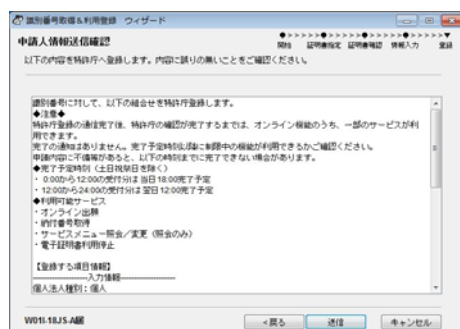 識別番号取得&利用登録 ウィザード
申請人情報送信確認
開始 証明書指定 証明書確認 情報入力 登録
以下の内容を特許庁へ登録します。内容に誤りの無いことをご確認ください。
識別番号に対して、以下の組合せを特許庁登録します。
◆注意◆
特許庁登録の通信完了後、特許庁の確認が完了するまでは、オンライン機能のうち、一部のサービスが利
用できます。
完了の通知はありません。完了予定時刻以降に制限中の機能が利用できるかご確認ください。
申請内容に不備等があると、以下の時刻までに完了できない場合があります。
◆完了予定時刻(土日祝祭日を除く)
・ 0:00から12:00の受付分は当日18:00完了予定
・ 12:00から24:00の受付分は翌日12:00完了予定
◆利用可能サービス
・オンライン出願
・納付番号取得
・サービスメニュー照会/変更(照会のみ)
・電子証明書利用停止
【登録する項目情報】
--------------------入力情報--------------------
個人法人種別:個人
W01I-18JS-A
<戻る 送信 キャンセル